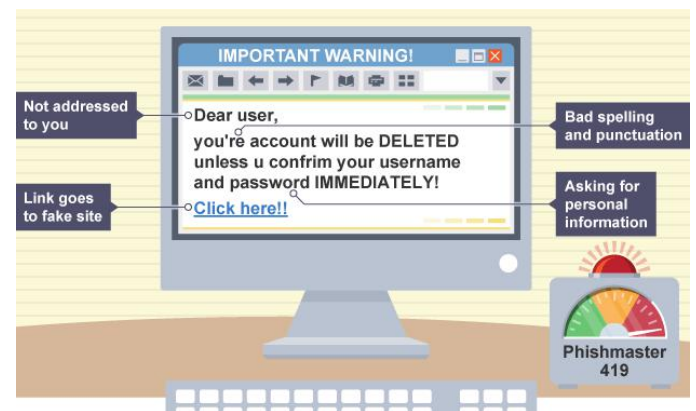 IMPORTANT WARNING!
Not addressed
to you
Dear user,
you're account will be DELETED
unless u confrim your username
and password IMMEDIATELY!
Click here!!
Link goes
to fake site
Bad spelling
and punctuation
Asking for
personal
information
Phishmaster
419